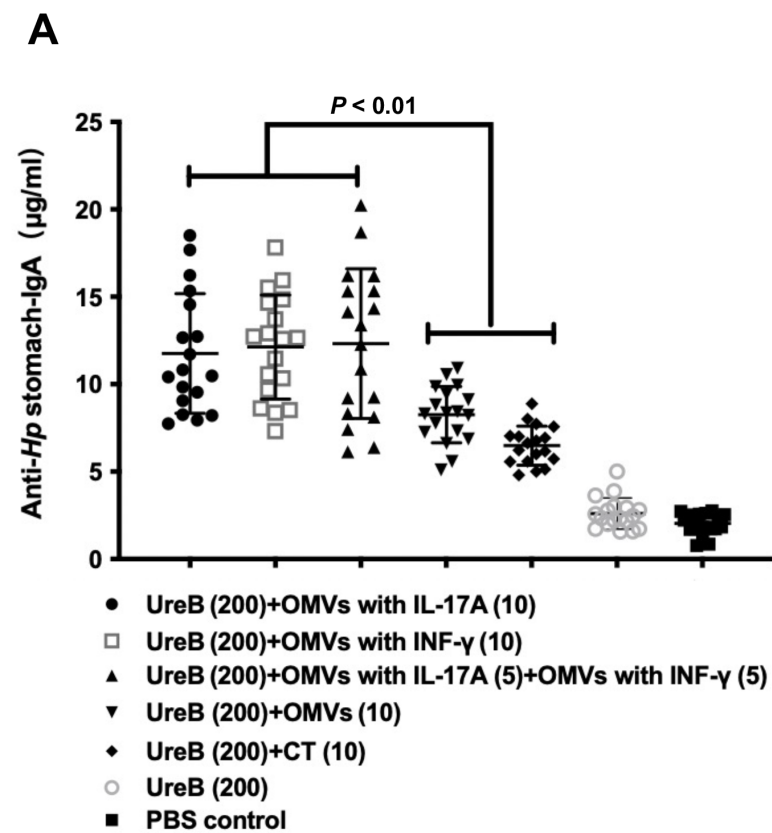 A
P < 0.01
Anti-Hp stomach-IgA (μg/ml)
25
20
15
10
5
0
UreB (200)+OMVs with IL-17A (10)
UreB (200)+OMVs with INF-γ (10)
UreB (200)+OMVs with IL-17A (5)+OMVs with INF-γ (5)
UreB (200)+OMVs (10)
UreB (200)+CT (10)
UreB (200)
PBS control